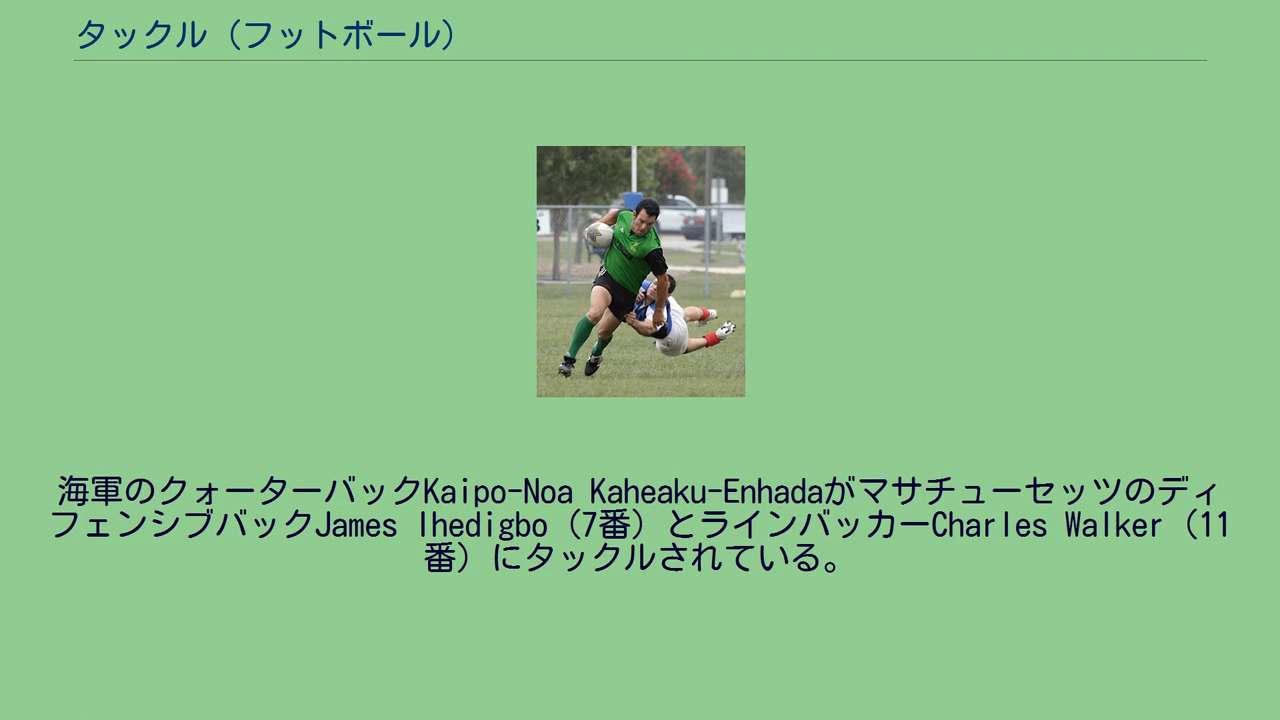 タックル（フットボール）
海軍のクォーターバックKaipo-Noa Kaheaku-Enhadaがマサチューセッツのディ
フェンシブバックJames Ihedigbo（7番）とラインバッカーCharles Walker（11
番）にタックルされている。